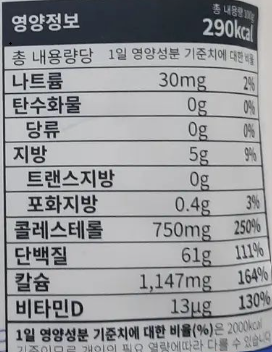 영양정보
총 내용량 100g
290kcal
총 내용량당 1일 영양성분 기준치에 대한 비율
나트륨 30mg 2%
탄수화물 0g 0%
당류 0g 0%
지방 5g 9%
트랜스지방 0g
포화지방 0.4g 3%
콜레스테롤 750mg 250%
단백질 61g 111%
칼슘 1,147mg 164%
비타민D 13μg 130%
1일 영양성분 기준치에 대한 비율(%)은 2000kcal
기준이므로 개인의 필요 열량에 따라 다를 수 있습니다